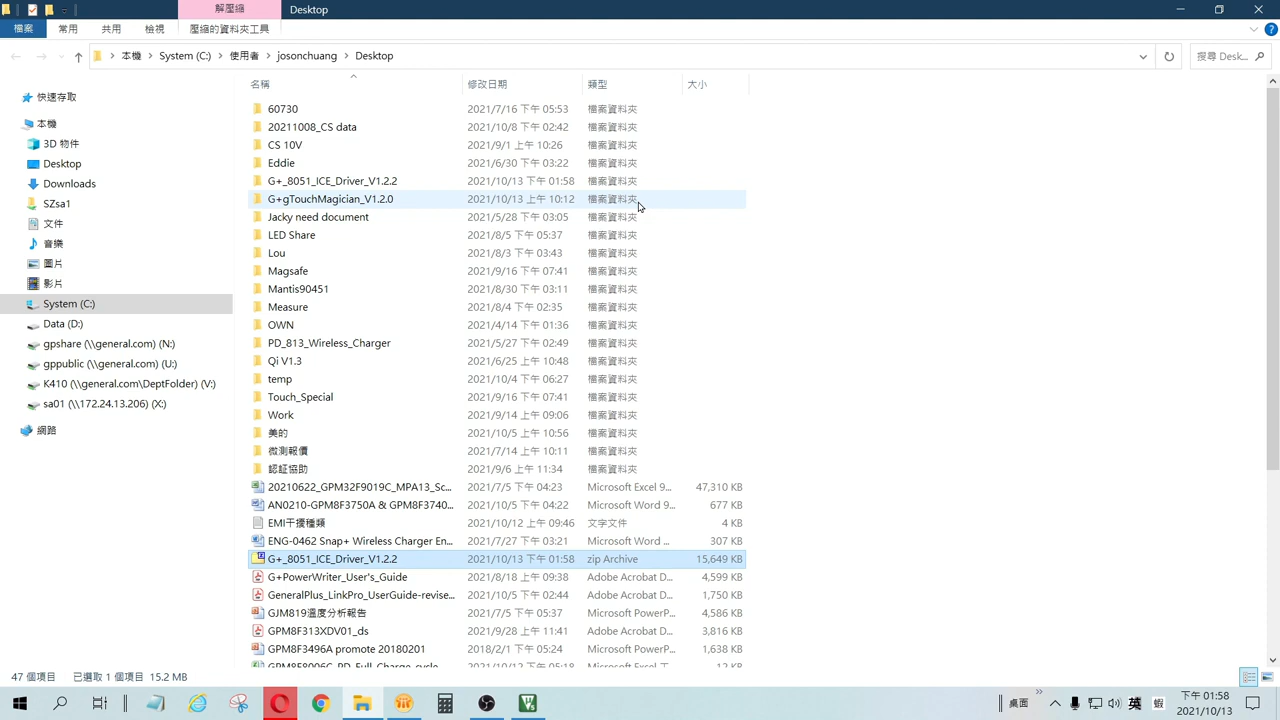 解壓縮
Desktop
檔案
常用
共用
檢視
壓縮的資料夾工具
本機 > System (C:) > 使用者 > josonchuang > Desktop
搜尋 Desk...
名稱 修改日期 類型 大小
快速存取
本機
3D 物件
Desktop
Downloads
SZsa1
文件
音樂
圖片
影片
System (C:)
Data (D:)
gpshare (\\general.com) (N:)
gppublic (\\general.com) (U:)
K410 (\\general.com\DeptFolder) (V:)
sa01 (\\172.24.13.206) (X:)
網路
60730 2021/7/16 下午 05:53 檔案資料夾
20211008_CS data 2021/10/8 下午 02:42 檔案資料夾
CS 10V 2021/9/1 上午 10:26 檔案資料夾
Eddie 2021/6/30 下午 03:22 檔案資料夾
G+_8051_ICE_Driver_V1.2.2 2021/10/13 下午 01:58 檔案資料夾
G+gTouchMagician_V1.2.0 2021/10/13 上午 10:12 檔案資料夾
Jacky need document 2021/5/28 下午 03:05 檔案資料夾
LED Share 2021/8/5 下午 05:37 檔案資料夾
Lou 2021/8/3 下午 03:43 檔案資料夾
Magsafe 2021/9/16 下午 07:41 檔案資料夾
Mantis90451 2021/8/30 下午 03:11 檔案資料夾
Measure 2021/8/4 下午 02:35 檔案資料夾
OWN 2021/4/14 下午 01:36 檔案資料夾
PD_813_Wireless_Charger 2021/5/27 下午 02:49 檔案資料夾
Qi V1.3 2021/6/25 上午 10:48 檔案資料夾
temp 2021/10/4 下午 06:27 檔案資料夾
Touch_Special 2021/9/16 下午 07:41 檔案資料夾
Work 2021/9/14 上午 09:06 檔案資料夾
美的 2021/10/5 上午 10:56 檔案資料夾
微測報價 2021/7/14 上午 10:11 檔案資料夾
認証協助 2021/9/6 上午 11:34 檔案資料夾
20210622_GPM32F9019C_MPA13_Sc... 2021/7/5 下午 04:23 Microsoft Excel 9... 47,310 KB
AN0210-GPM8F3750A & GPM8F3740... 2021/10/5 下午 04:22 Microsoft Word 9... 677 KB
EMI干擾種類 2021/10/12 上午 09:46 文字文件 4 KB
ENG-0462 Snap+ Wireless Charger En... 2021/7/27 下午 03:21 Microsoft Word ... 307 KB
G+_8051_ICE_Driver_V1.2.2 2021/10/13 下午 01:58 zip Archive 15,649 KB
G+PowerWriter_User's_Guide 2021/8/18 上午 09:38 Adobe Acrobat D... 4,599 KB
GeneralPlus_LinkPro_UserGuide-revise... 2021/10/5 下午 02:44 Adobe Acrobat D... 1,750 KB
GJM819溫度分析報告 2021/7/5 下午 05:37 Microsoft PowerP... 4,586 KB
GPM8F313XDV01_ds 2021/9/28 上午 11:41 Adobe Acrobat D... 3,816 KB
GPM8F3496A promote 20180201 2018/2/1 下午 05:24 Microsoft PowerP... 1,638 KB
GPM8F8006C_PD_Full_Charge_cycle 2021/10/12 下午 05:18 Microsoft Excel 工... 12 KB
47 個項目 已選取 1 個項目 15.2 MB
桌面
英
下午 01:58
2021/10/13